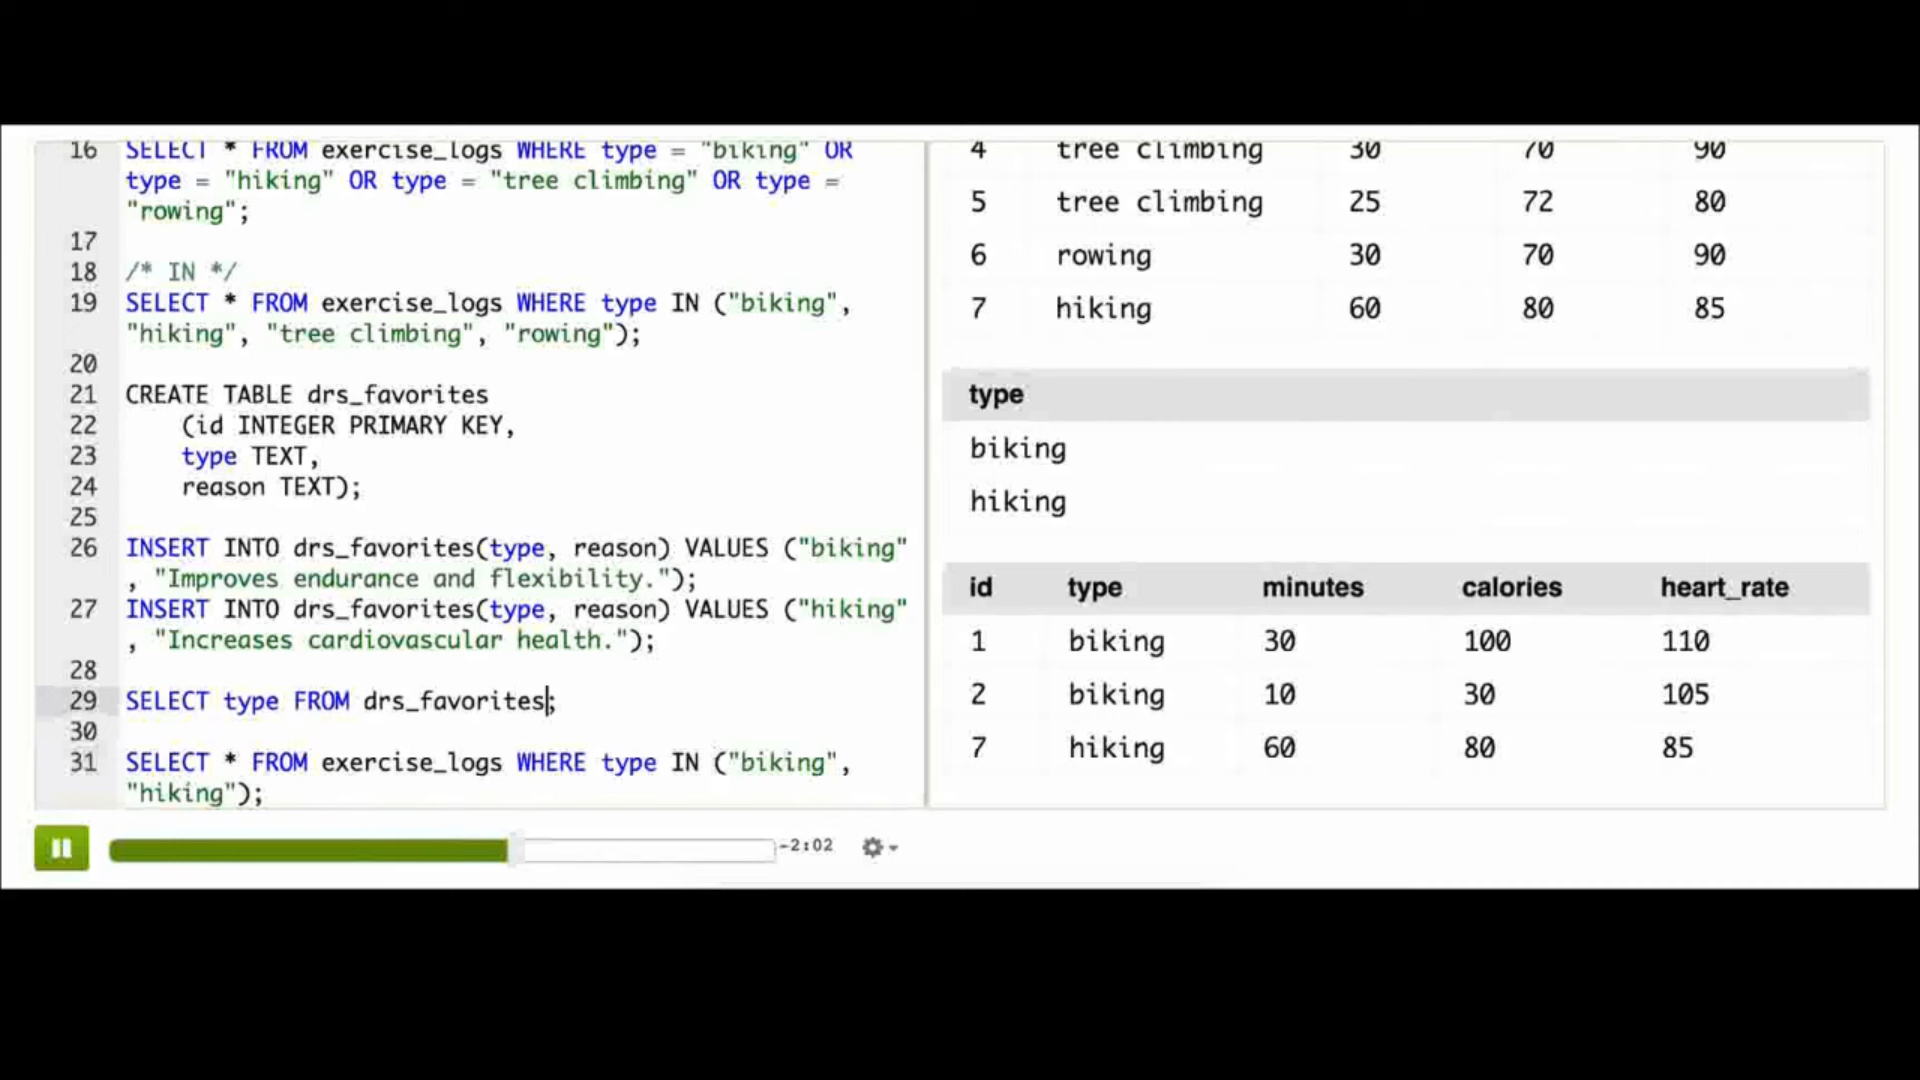 16 SELECT * FROM exercise_logs WHERE type = "biking" OR
type = "hiking" OR type = "tree climbing" OR type =
"rowing";
17
18 /* IN */
19 SELECT * FROM exercise_logs WHERE type IN ("biking",
"hiking", "tree climbing", "rowing");
20
21 CREATE TABLE drs_favorites
22 (id INTEGER PRIMARY KEY,
23 type TEXT,
24 reason TEXT);
25
26 INSERT INTO drs_favorites(type, reason) VALUES ("biking"
, "Improves endurance and flexibility.");
27 INSERT INTO drs_favorites(type, reason) VALUES ("hiking"
, "Increases cardiovascular health.");
28
29 SELECT type FROM drs_favorites;
30
31 SELECT * FROM exercise_logs WHERE type IN ("biking",
"hiking");
4 tree climbing 30 70 90
5 tree climbing 25 72 80
6 rowing 30 70 90
7 hiking 60 80 85
type
biking
hiking
id type minutes calories heart_rate
1 biking 30 100 110
2 biking 10 30 105
7 hiking 60 80 85
-2:02